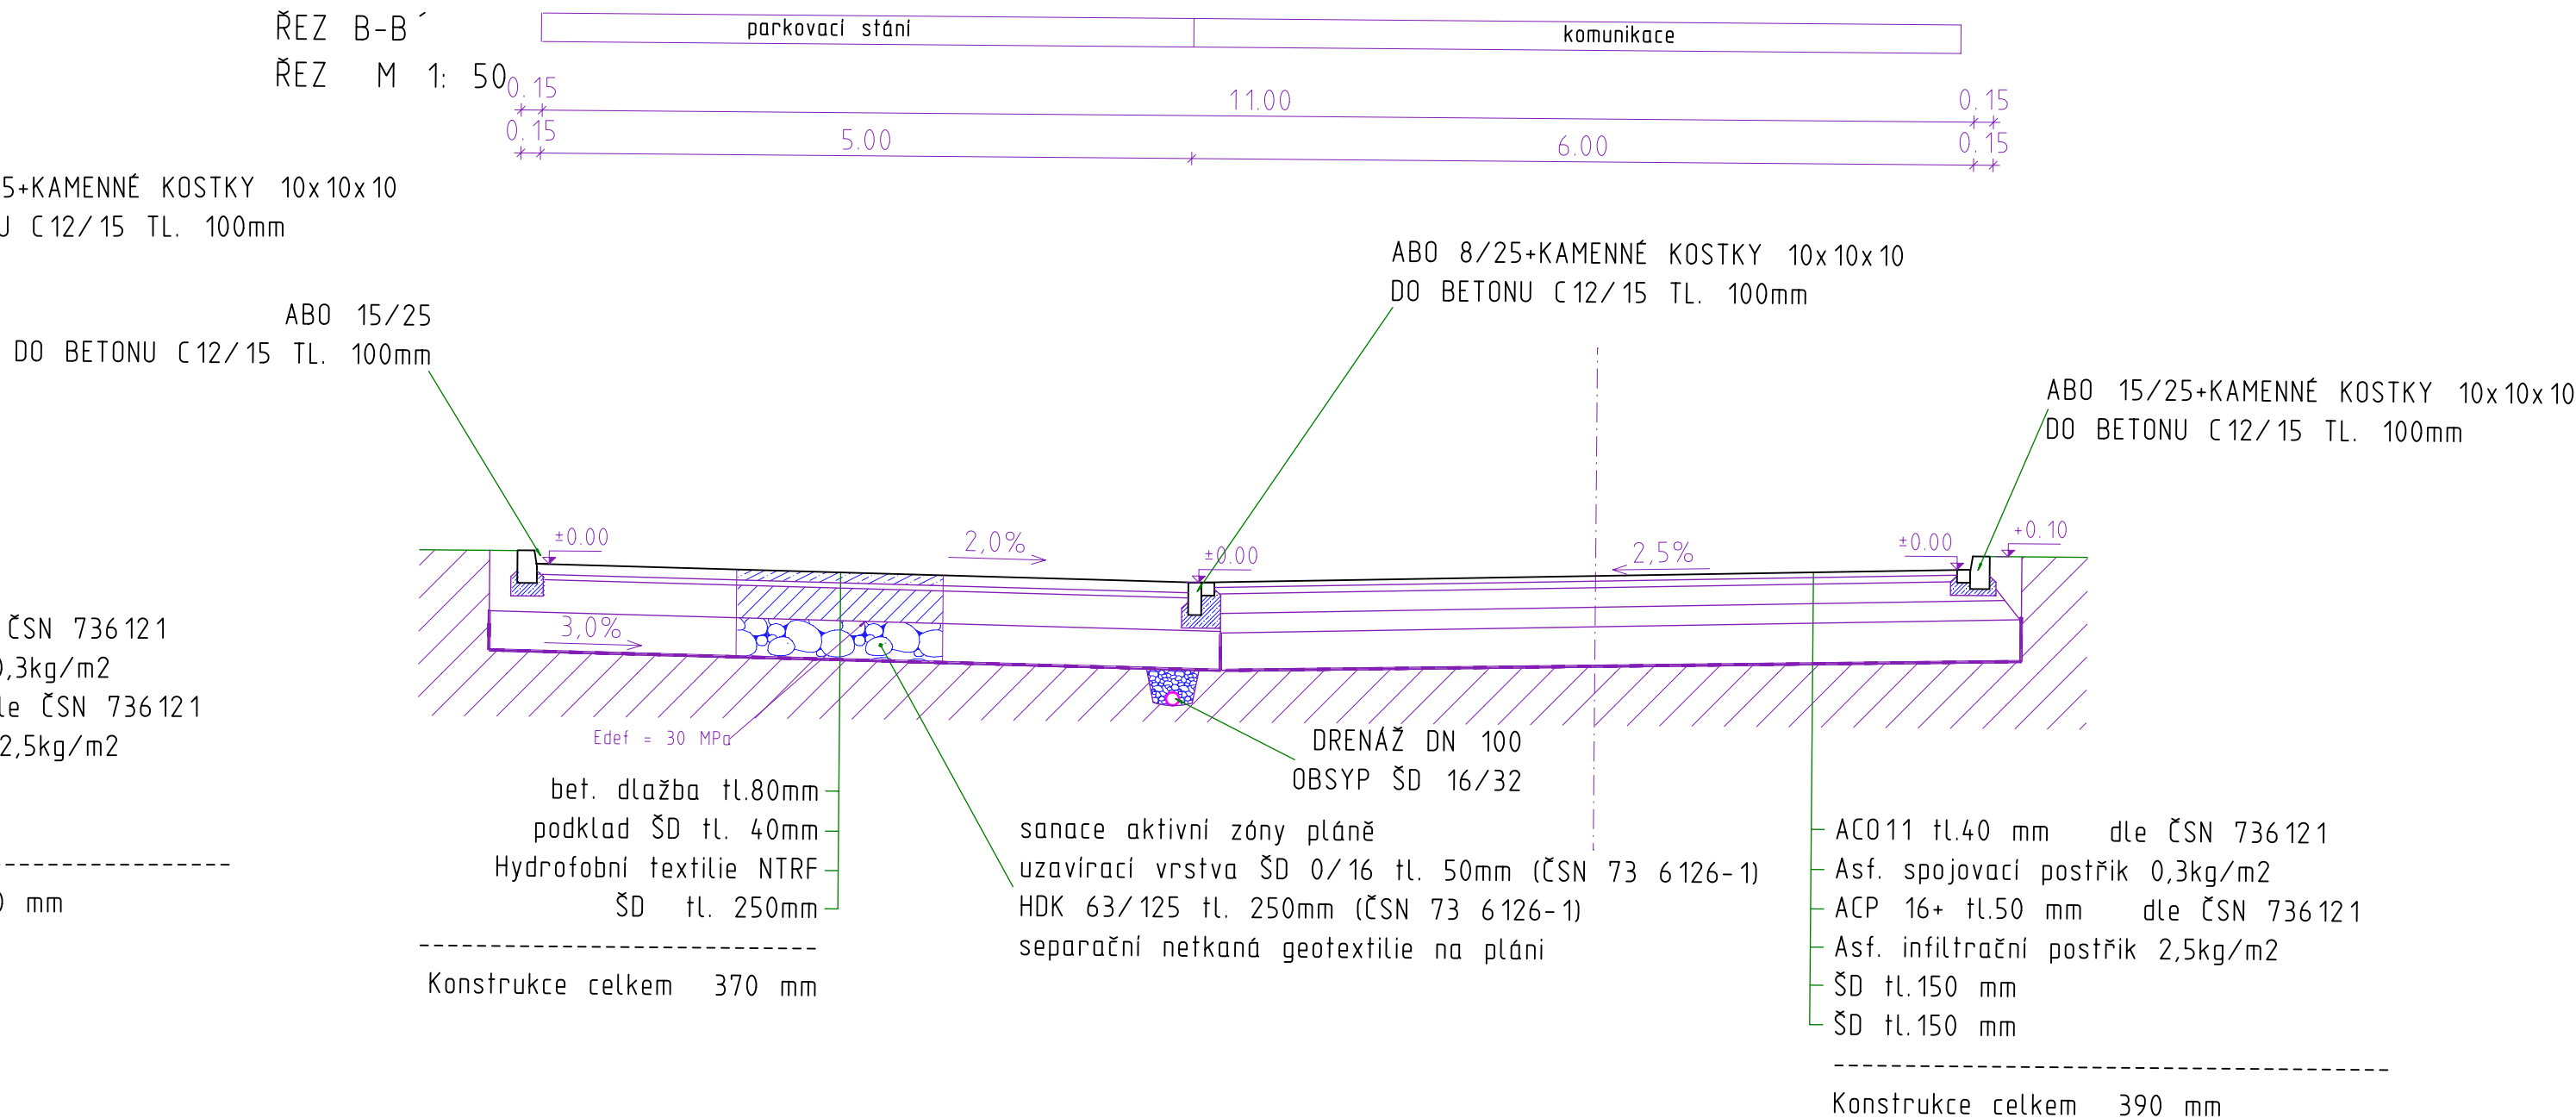 ŘEZ B-B´
ŘEZ M 1: 50
parkovací stání
komunikace
0.15
11.00
0.15
0.15
5.00
6.00
0.15
5+KAMENNÉ KOSTKY 10x10x10
U C12/15 TL. 100mm
ABO 15/25
DO BETONU C12/15 TL. 100mm
ABO 8/25+KAMENNÉ KOSTKY 10x10x10
DO BETONU C12/15 TL. 100mm
ABO 15/25+KAMENNÉ KOSTKY 10x10x10
DO BETONU C12/15 TL. 100mm
±0.00
2,0%
±0.00
2,5%
±0.00
+0.10
3,0%
ČSN 736121
0,3kg/m2
le ČSN 736121
2,5kg/m2
mm
Edef = 30 MPa
DRENÁŽ DN 100
OBSYP ŠD 16/32
bet. dlažba tl.80mm
podklad ŠD tl. 40mm
Hydrofobní textilie NTRF
ŠD tl. 250mm
-----------------------------
Konstrukce celkem 370 mm
sanace aktivní zóny pláně
uzavírací vrstva ŠD 0/16 tl. 50mm (ČSN 73 6126-1)
HDK 63/125 tl. 250mm (ČSN 73 6126-1)
separační netkaná geotextilie na pláni
ACO11 tl.40 mm dle ČSN 736121
Asf. spojovací postřik 0,3kg/m2
ACP 16+ tl.50 mm dle ČSN 736121
Asf. infiltrační postřik 2,5kg/m2
ŠD tl.150 mm
ŠD tl.150 mm
----------------------------------------
Konstrukce celkem 390 mm